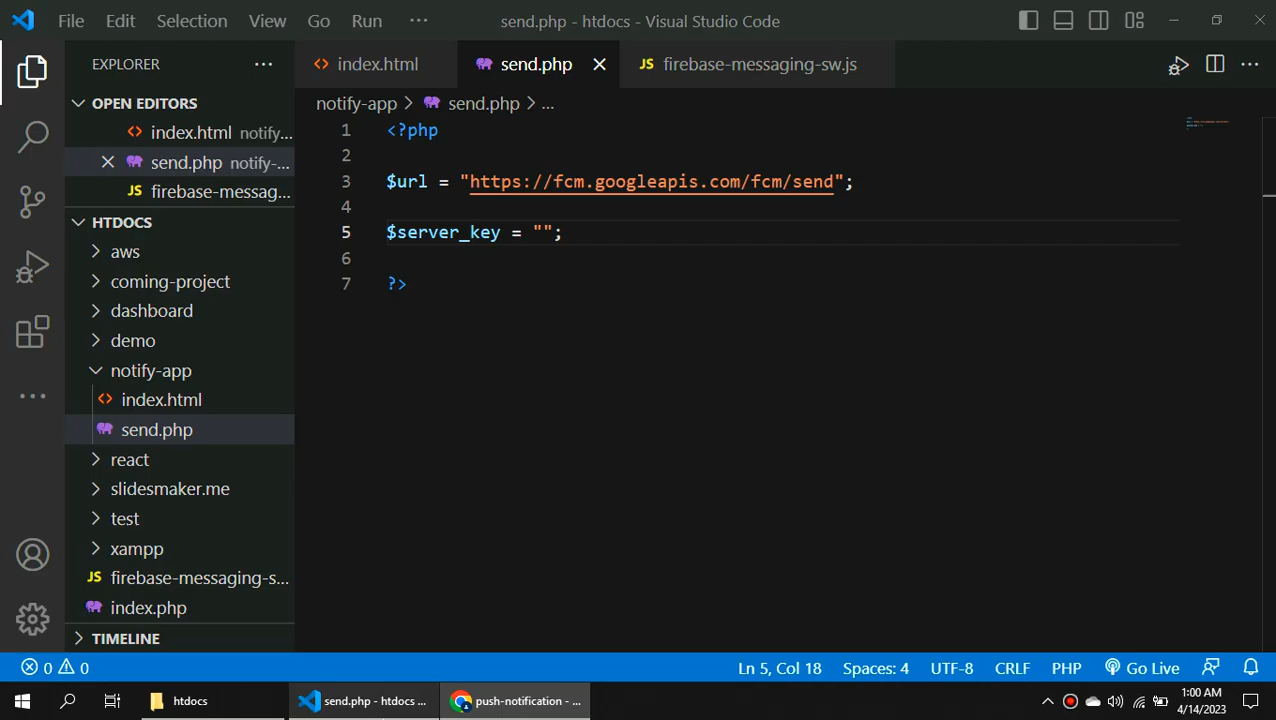 File Edit Selection View Go Run ··· send.php - htdocs - Visual Studio Code
EXPLORER ···
index.html send.php firebase-messaging-sw.js
OPEN EDITORS
index.html notify...
send.php notify-...
firebase-messag...
HTDOCS
aws
coming-project
dashboard
demo
notify-app
index.html
send.php
react
slidesmaker.me
test
xampp
firebase-messaging-s...
index.php
TIMELINE
notify-app > send.php > ...
1 <?php
2
3 $url = "https://fcm.googleapis.com/fcm/send";
4
5 $server_key = "";
6
7 ?>
0 0 Ln 5, Col 18 Spaces: 4 UTF-8 CRLF PHP Go Live
htdocs send.php - htdocs ... push-notification - ... 1:00 AM
4/14/2023